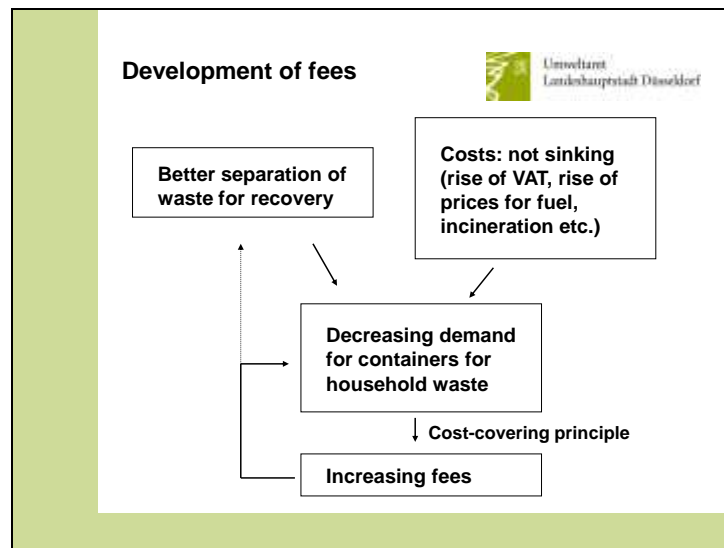 Development of fees
Umweltamt
Landeshauptstadt Düsseldorf
Better separation of
waste for recovery
Costs: not sinking
(rise of VAT, rise of
prices for fuel,
incineration etc.)
Decreasing demand
for containers for
household waste
Cost-covering principle
Increasing fees